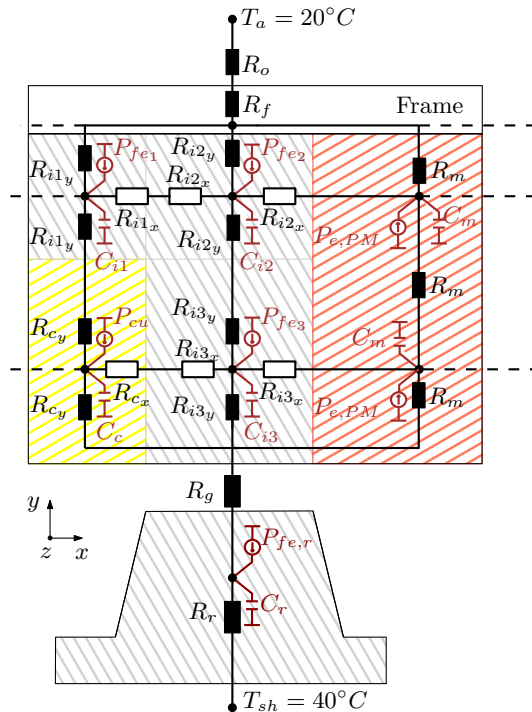 T_a = 20°C
R_o
R_f Frame
P_{fe_1} R_{i2_y} P_{fe_2}
R_{i1_y} R_{i2_x} R_m
R_{i1_x} R_{i2_x} C_m
R_{i1_y} R_{i2_y} P_{e,PM}
C_{i1} C_{i2}
R_m
P_{cu} R_{i3_y} P_{fe_3}
R_{c_y} R_{i3_x} C_m
R_{c_x} R_{i3_x} R_m
R_{c_y} R_{i3_y} P_{e,PM}
C_c C_{i3}
R_g
y
z x
P_{fe,r}
R_r C_r
T_{sh} = 40°C